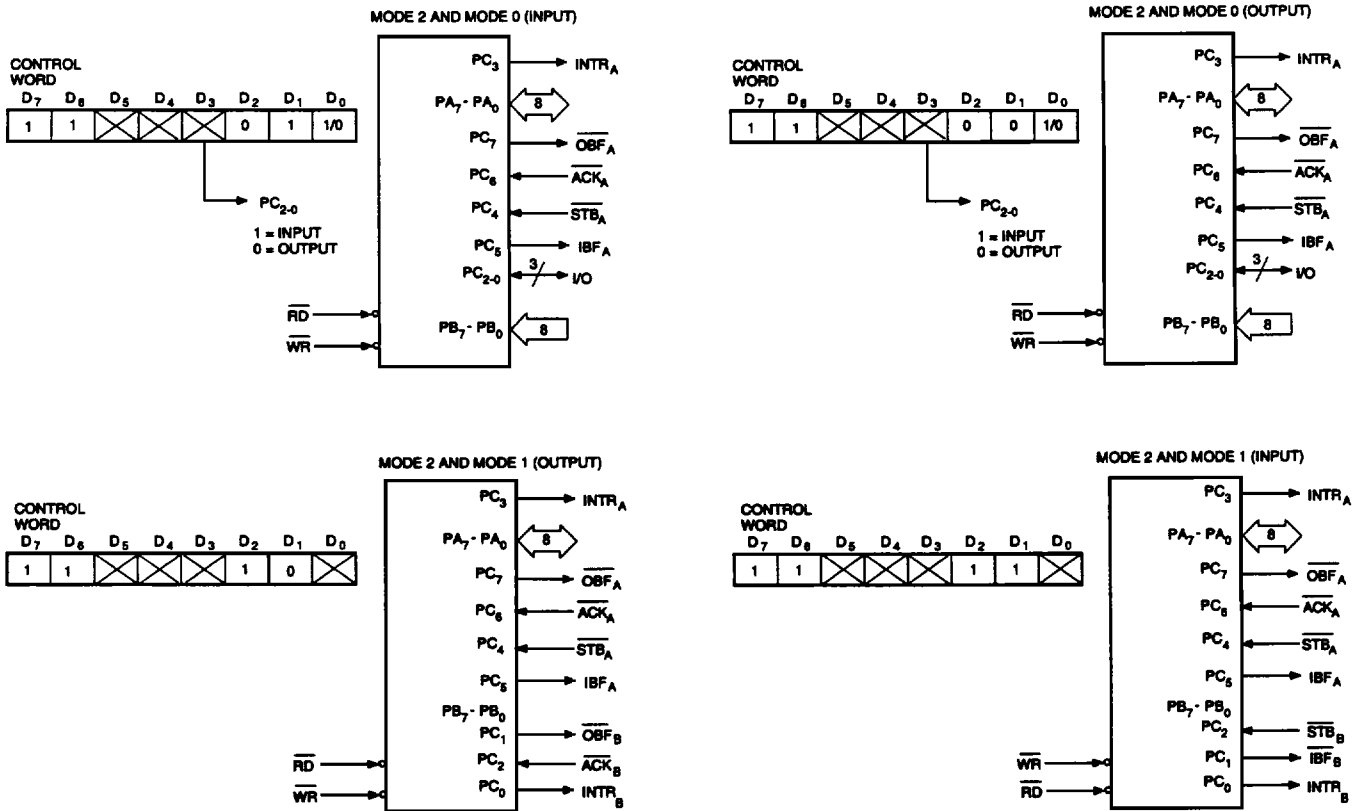 MODE 2 AND MODE 0 (INPUT)
CONTROL
WORD
D7 D6 D5 D4 D3 D2 D1 D0
1 1 0 1 1/0
PC2-0
1 = INPUT
0 = OUTPUT
RD
WR
PC3 INTRA
PA7 - PA0 8
PC7 OBFA
PC6 ACKA
PC4 STBA
PC5 IBFA
PC2-0 3 I/O
PB7 - PB0 8
MODE 2 AND MODE 0 (OUTPUT)
CONTROL
WORD
D7 D6 D5 D4 D3 D2 D1 D0
1 1 0 0 1/0
PC2-0
1 = INPUT
0 = OUTPUT
RD
WR
PC3 INTRA
PA7 - PA0 8
PC7 OBFA
PC6 ACKA
PC4 STBA
PC5 IBFA
PC2-0 3 I/O
PB7 - PB0 8
MODE 2 AND MODE 1 (OUTPUT)
CONTROL
WORD
D7 D6 D5 D4 D3 D2 D1 D0
1 1 1 0
RD
WR
PC3 INTRA
PA7 - PA0 8
PC7 OBFA
PC6 ACKA
PC4 STBA
PC5 IBFA
PB7 - PB0
PC1 OBFB
PC2 ACKB
PC0 INTRB
MODE 2 AND MODE 1 (INPUT)
CONTROL
WORD
D7 D6 D5 D4 D3 D2 D1 D0
1 1 1 1
WR
RD
PC3 INTRA
PA7 - PA0 8
PC7 OBFA
PC6 ACKA
PC4 STBA
PC5 IBFA
PB7 - PB0
PC2 STBB
PC1 IBFB
PC0 INTRB